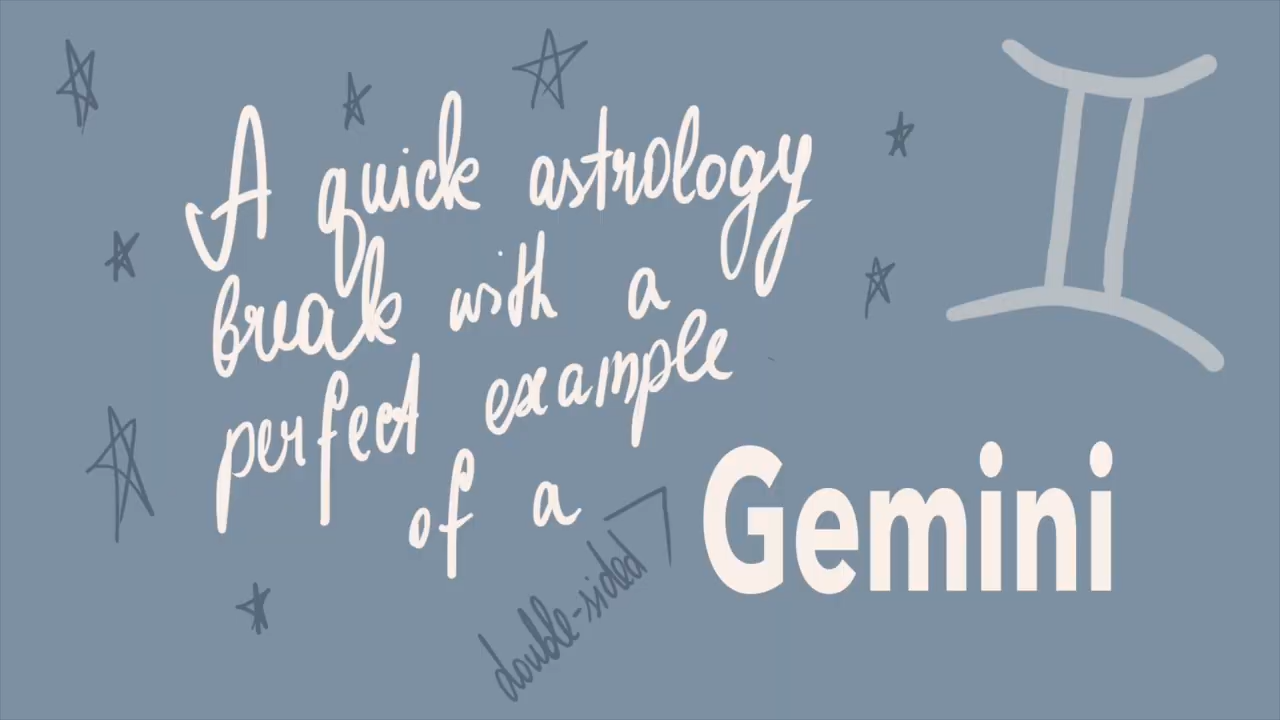 A quick astrology
break with a
perfect example
of a
double-sided
Gemini